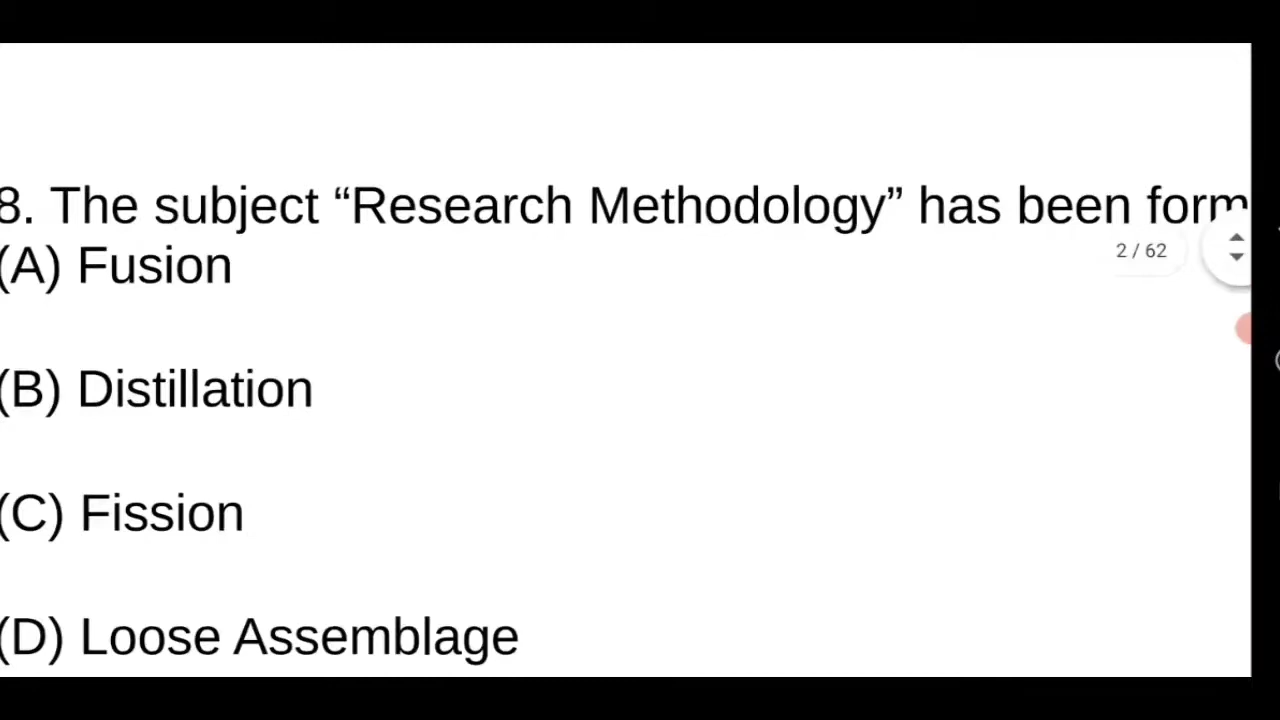 8. The subject “Research Methodology” has been form
(A) Fusion
2 / 62
(B) Distillation
(C) Fission
(D) Loose Assemblage